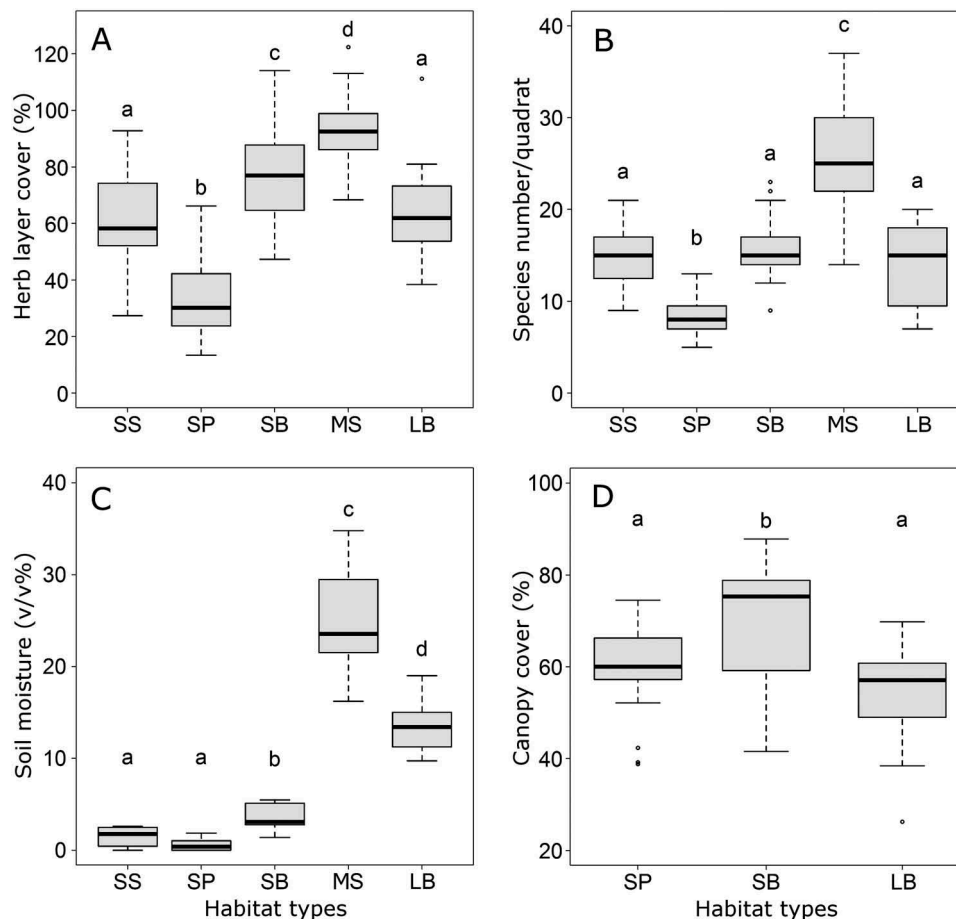 A
Herb layer cover (%)
120
100
80
60
40
20
0
a
b
c
d
a
SS SP SB MS LB
B
Species number/quadrat
40
30
20
10
0
a
b
a
c
a
SS SP SB MS LB
C
Soil moisture (v/v%)
40
30
20
10
0
a
a
b
c
d
SS SP SB MS LB
Habitat types
D
Canopy cover (%)
100
80
60
40
20
a
b
a
SP SB LB
Habitat types